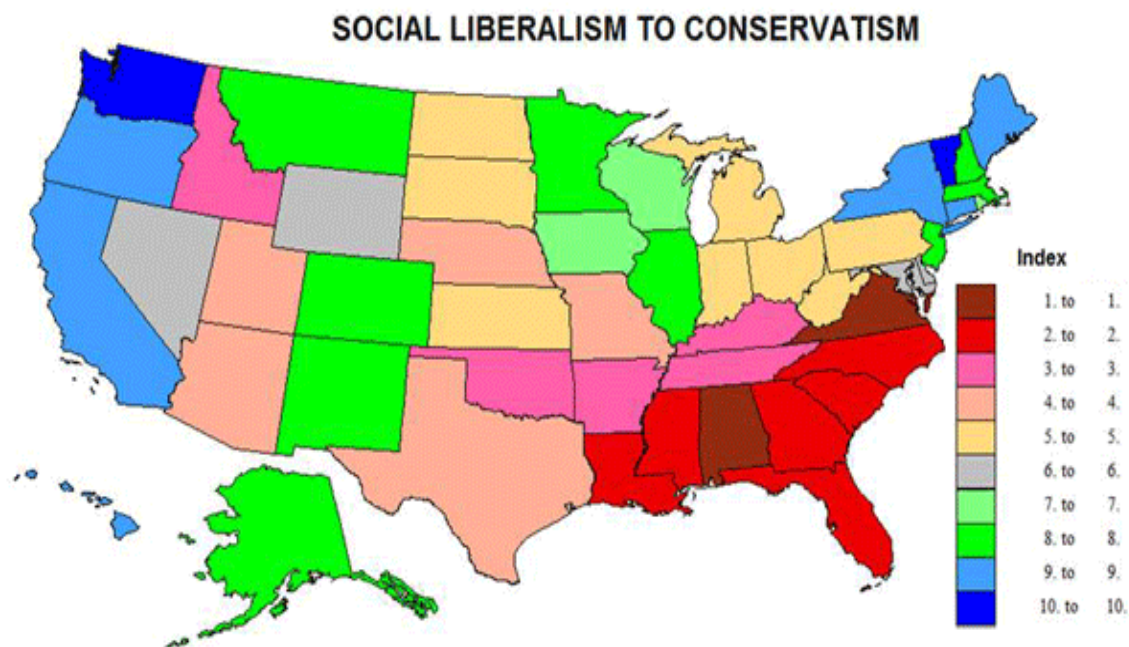 SOCIAL LIBERALISM TO CONSERVATISM
Index
1. to 1.
2. to 2.
3. to 3.
4. to 4.
5. to 5.
6. to 6.
7. to 7.
8. to 8.
9. to 9.
10. to 10.